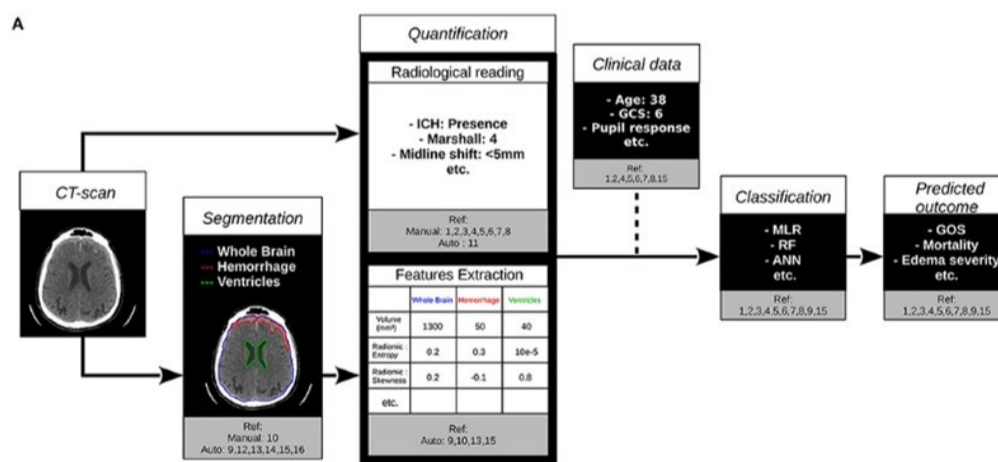 A
CT-scan
Segmentation
Whole Brain
Hemorrhage
Ventricles
Ref:
Manual: 10
Auto: 9,12,13,14,15,16
Quantification
Radiological reading
- ICH: Presence
- Marshall: 4
- Midline shift: <5mm
etc.
Ref:
Manual: 1,2,3,4,5,6,7,8
Auto : 11
Features Extraction
Whole Brain Hemorrhage Ventricles
Volume
(mm³) 1300 50 40
Radiomic :
Entropy 0.2 0.3 10e-5
Radiomic :
Skewness 0.2 -0.1 0.8
etc.
Ref:
Auto: 9,10,13,15
Clinical data
- Age: 38
- GCS: 6
- Pupil response
etc.
Ref:
1,2,4,5,6,7,8,15
Classification
- MLR
- RF
- ANN
etc.
Ref:
1,2,3,4,5,6,7,8,9,15
Predicted
outcome
- GOS
- Mortality
- Edema severity
etc.
Ref:
1,2,3,4,5,6,7,8,9,15